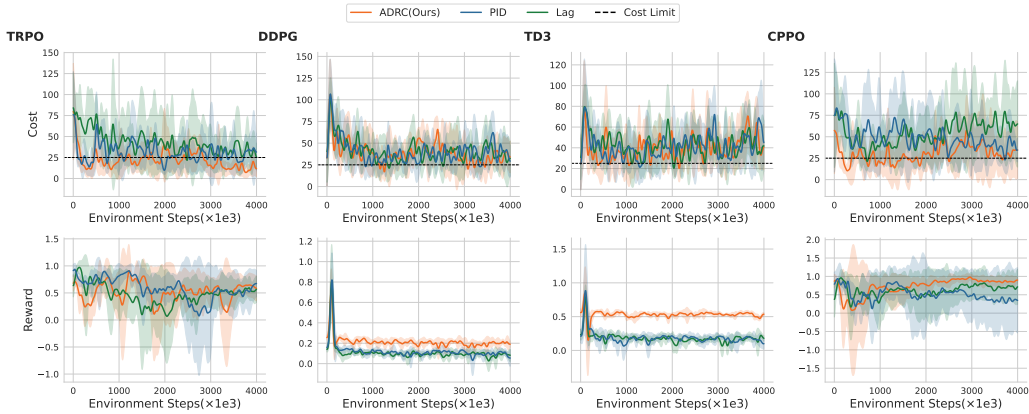 ADRC(Ours) PID Lag Cost Limit
TRPO DDPG TD3 CPPO
150 125 100 75 50 25 0
Cost
0 1000 2000 3000 4000
Environment Steps(×1e3)
150 125 100 75 50 25 0
0 1000 2000 3000 4000
Environment Steps(×1e3)
120 100 80 60 40 20 0
0 1000 2000 3000 4000
Environment Steps(×1e3)
125 100 75 50 25 0
0 1000 2000 3000 4000
Environment Steps(×1e3)
1.5 1.0 0.5 0.0 −0.5 −1.0
Reward
0 1000 2000 3000 4000
Environment Steps(×1e3)
1.2 1.0 0.8 0.6 0.4 0.2 0.0
0 1000 2000 3000 4000
Environment Steps(×1e3)
1.5 1.0 0.5 0.0
0 1000 2000 3000 4000
Environment Steps(×1e3)
2.0 1.5 1.0 0.5 0.0 −0.5 −1.0 −1.5
0 1000 2000 3000 4000
Environment Steps(×1e3)